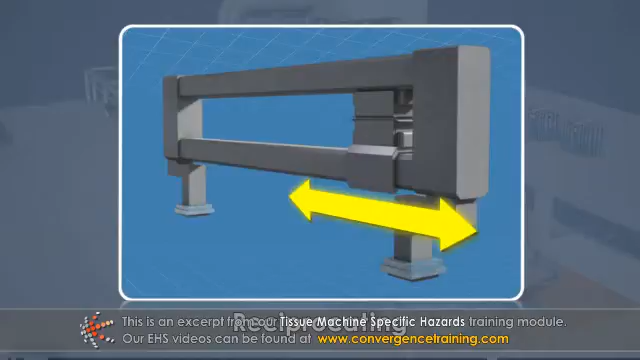 Reciprocating
This is an excerpt from our Tissue Machine Specific Hazards training module.
Our EHS videos can be found at www.convergencetraining.com